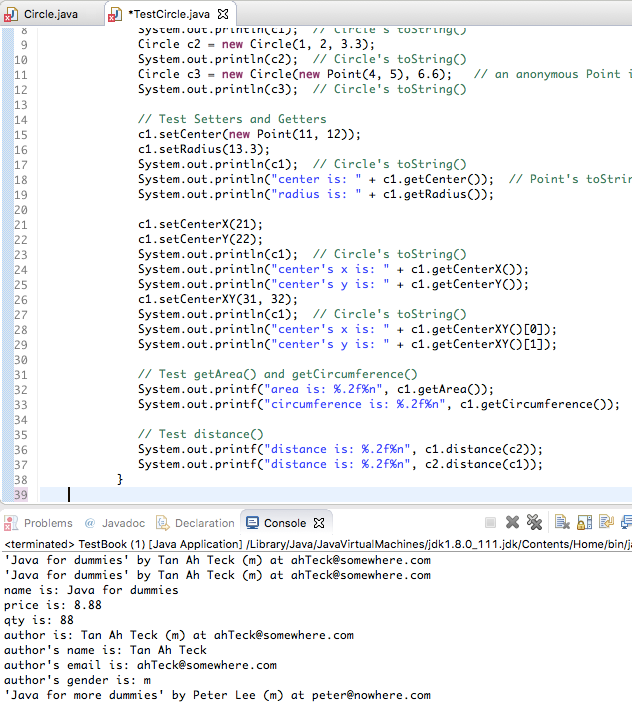 Circle.java *TestCircle.java
8 System.out.println(c1); // Circle's toString()
9 Circle c2 = new Circle(1, 2, 3.3);
10 System.out.println(c2); // Circle's toString()
11 Circle c3 = new Circle(new Point(4, 5), 6.6); // an anonymous Point i
12 System.out.println(c3); // Circle's toString()
13
14 // Test Setters and Getters
15 c1.setCenter(new Point(11, 12));
16 c1.setRadius(13.3);
17 System.out.println(c1); // Circle's toString()
18 System.out.println("center is: " + c1.getCenter()); // Point's toStrin
19 System.out.println("radius is: " + c1.getRadius());
20
21 c1.setCenterX(21);
22 c1.setCenterY(22);
23 System.out.println(c1); // Circle's toString()
24 System.out.println("center's x is: " + c1.getCenterX());
25 System.out.println("center's y is: " + c1.getCenterY());
26 c1.setCenterXY(31, 32);
27 System.out.println(c1); // Circle's toString()
28 System.out.println("center's x is: " + c1.getCenterXY()[0]);
29 System.out.println("center's y is: " + c1.getCenterXY()[1]);
30
31 // Test getArea() and getCircumference()
32 System.out.printf("area is: %.2f%n", c1.getArea());
33 System.out.printf("circumference is: %.2f%n", c1.getCircumference());
34
35 // Test distance()
36 System.out.printf("distance is: %.2f%n", c1.distance(c2));
37 System.out.printf("distance is: %.2f%n", c2.distance(c1));
38 }
39
Problems @ Javadoc Declaration Console
<terminated> TestBook (1) [Java Application] /Library/Java/JavaVirtualMachines/jdk1.8.0_111.jdk/Contents/Home/bin/ja
'Java for dummies' by Tan Ah Teck (m) at ahTeck@somewhere.com
'Java for dummies' by Tan Ah Teck (m) at ahTeck@somewhere.com
name is: Java for dummies
price is: 8.88
qty is: 88
author is: Tan Ah Teck (m) at ahTeck@somewhere.com
author's name is: Tan Ah Teck
author's email is: ahTeck@somewhere.com
author's gender is: m
'Java for more dummies' by Peter Lee (m) at peter@nowhere.com